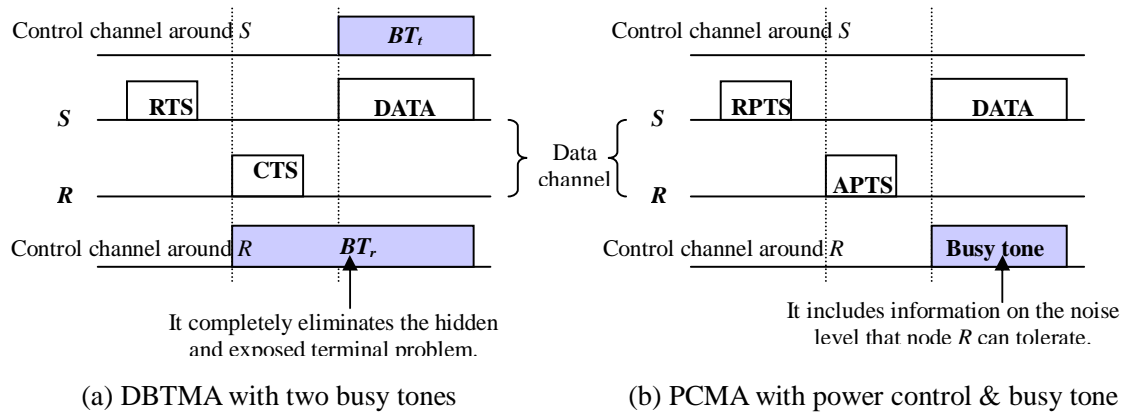 Control channel around S
BTt
S
RTS
DATA
CTS
R
Control channel around R
BTr
It completely eliminates the hidden
and exposed terminal problem.
(a) DBTMA with two busy tones
Data
channel
Control channel around S
S
RPTS
DATA
R
APTS
Control channel around R
Busy tone
It includes information on the noise
level that node R can tolerate.
(b) PCMA with power control & busy tone